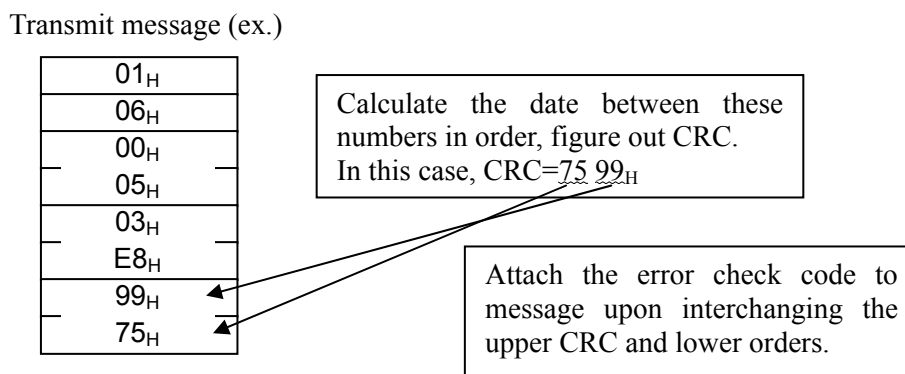 Transmit message (ex.)
01H
06H
00H
05H
03H
E8H
99H
75H
Calculate the date between these
numbers in order, figure out CRC.
In this case, CRC=75 99H
Attach the error check code to
message upon interchanging the
upper CRC and lower orders.